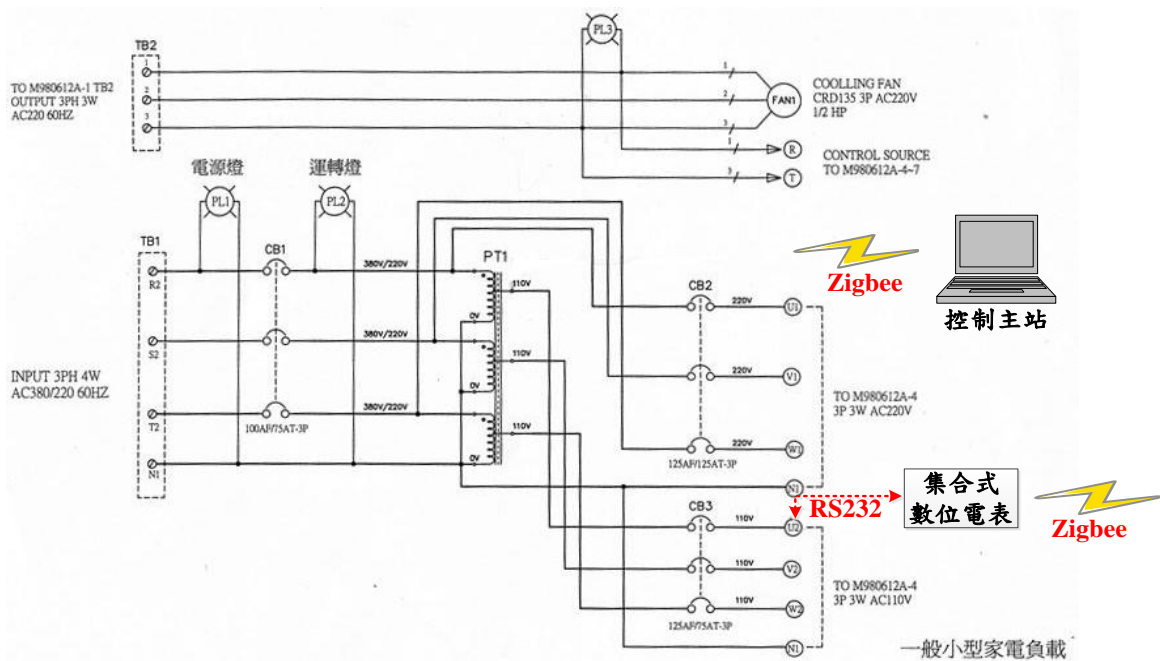 PL3
TB2
1
2
3
TO M980612A-1 TB2
OUTPUT 3PH 3W
AC220 60HZ
1
2
3
FAN1
COOLLING FAN
CRD135 3P AC220V
1/2 HP
1
R
3
T
CONTROL SOURCE
TO M980612A-4~7
電源燈
PL1
運轉燈
PL2
TB1
R2
S2
T2
N1
INPUT 3PH 4W
AC380/220 60HZ
CB1
100AF/75AT-3P
380V/220V
380V/220V
380V/220V
PT1
0V
0V
0V
110V
110V
110V
CB2
220V
220V
220V
125AF/125AT-3P
U1
V1
W1
N1
TO M980612A-4
3P 3W AC220V
Zigbee
控制主站
RS232
集合式
數位電表
Zigbee
CB3
110V
110V
110V
125AF/75AT-3P
U2
V2
W2
N1
TO M980612A-4
3P 3W AC110V
一般小型家電負載